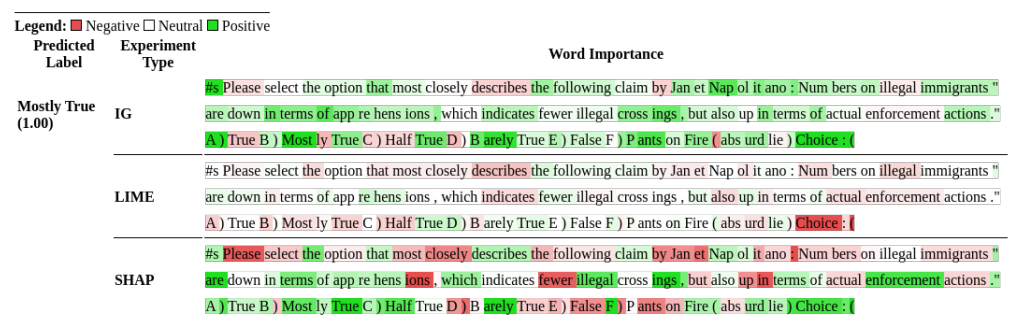 Legend: Negative Neutral Positive
Predicted Label
Experiment Type
Word Importance
Mostly True (1.00)
IG
#s Please select the option that most closely describes the following claim by Jan et Nap ol it ano : Num bers on illegal immigrants "
are down in terms of app re hens ions , which indicates fewer illegal cross ings , but also up in terms of actual enforcement actions ."
A ) True B ) Most ly True C ) Half True D ) B arely True E ) False F ) P ants on Fire ( abs urd lie ) Choice : (
LIME
#s Please select the option that most closely describes the following claim by Jan et Nap ol it ano : Num bers on illegal immigrants "
are down in terms of app re hens ions , which indicates fewer illegal cross ings , but also up in terms of actual enforcement actions ."
A ) True B ) Most ly True C ) Half True D ) B arely True E ) False F ) P ants on Fire ( abs urd lie ) Choice : (
SHAP
#s Please select the option that most closely describes the following claim by Jan et Nap ol it ano : Num bers on illegal immigrants "
are down in terms of app re hens ions , which indicates fewer illegal cross ings , but also up in terms of actual enforcement actions ."
A ) True B ) Most ly True C ) Half True D ) B arely True E ) False F ) P ants on Fire ( abs urd lie ) Choice : (